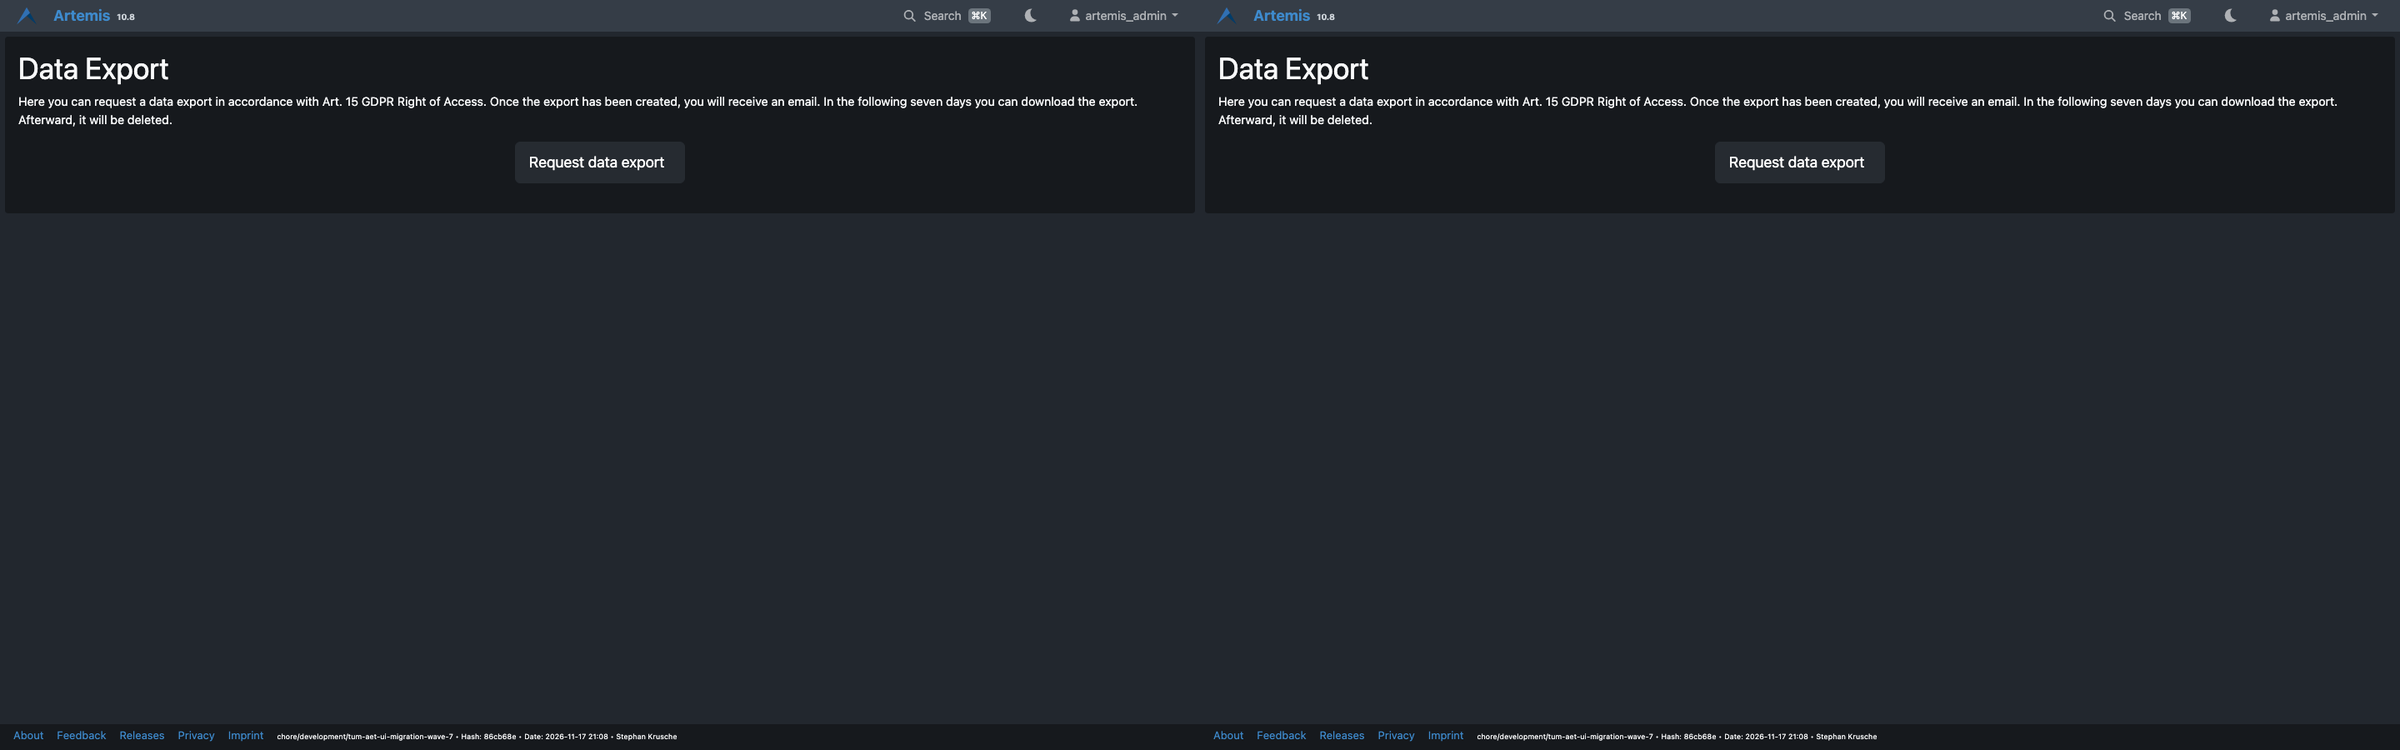 Artemis 10.8 Search ⌘K artemis_admin
Data Export
Here you can request a data export in accordance with Art. 15 GDPR Right of Access. Once the export has been created, you will receive an email. In the following seven days you can download the export.
Afterward, it will be deleted.
Request data export
About Feedback Releases Privacy Imprint chore/development/tum-aet-ui-migration-wave-7 • Hash: 86cb68e • Date: 2026-11-17 21:08 • Stephan Krusche
Artemis 10.8 Search ⌘K artemis_admin
Data Export
Here you can request a data export in accordance with Art. 15 GDPR Right of Access. Once the export has been created, you will receive an email. In the following seven days you can download the export.
Afterward, it will be deleted.
Request data export
About Feedback Releases Privacy Imprint chore/development/tum-aet-ui-migration-wave-7 • Hash: 86cb68e • Date: 2026-11-17 21:08 • Stephan Krusche